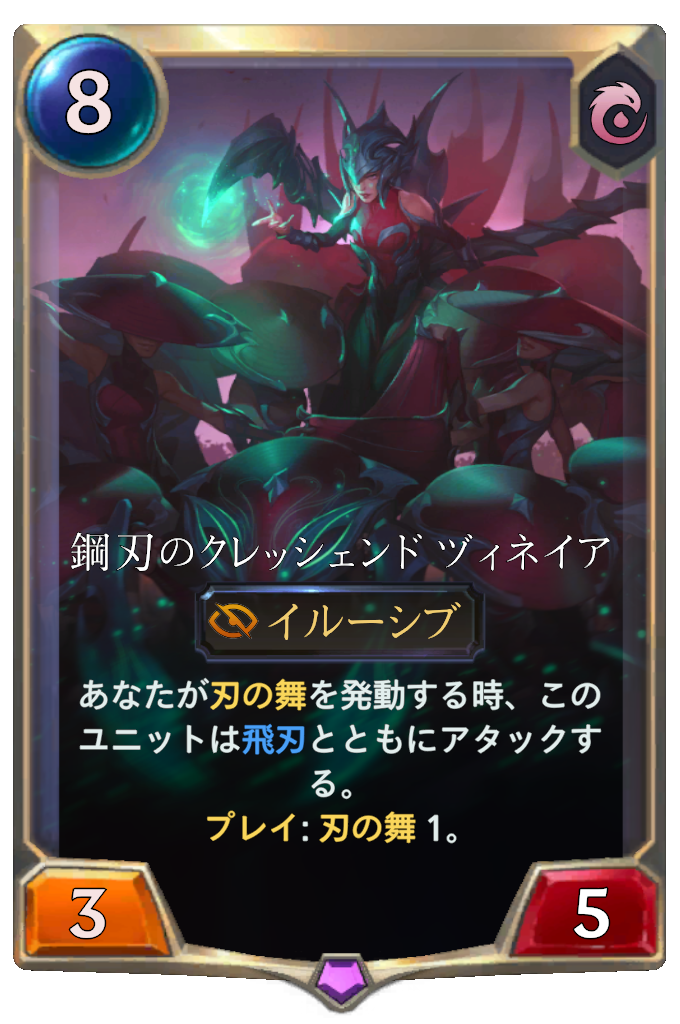 8
鋼刃のクレッシェンド ヅィネイア
イルーシブ
あなたが刃の舞を発動する時、この
ユニットは飛刃とともにアタックす
る。
プレイ: 刃の舞 1。
3
5